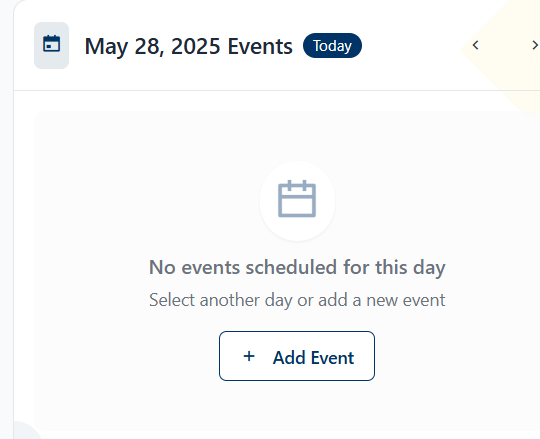 May 28, 2025 Events Today
No events scheduled for this day
Select another day or add a new event
+ Add Event